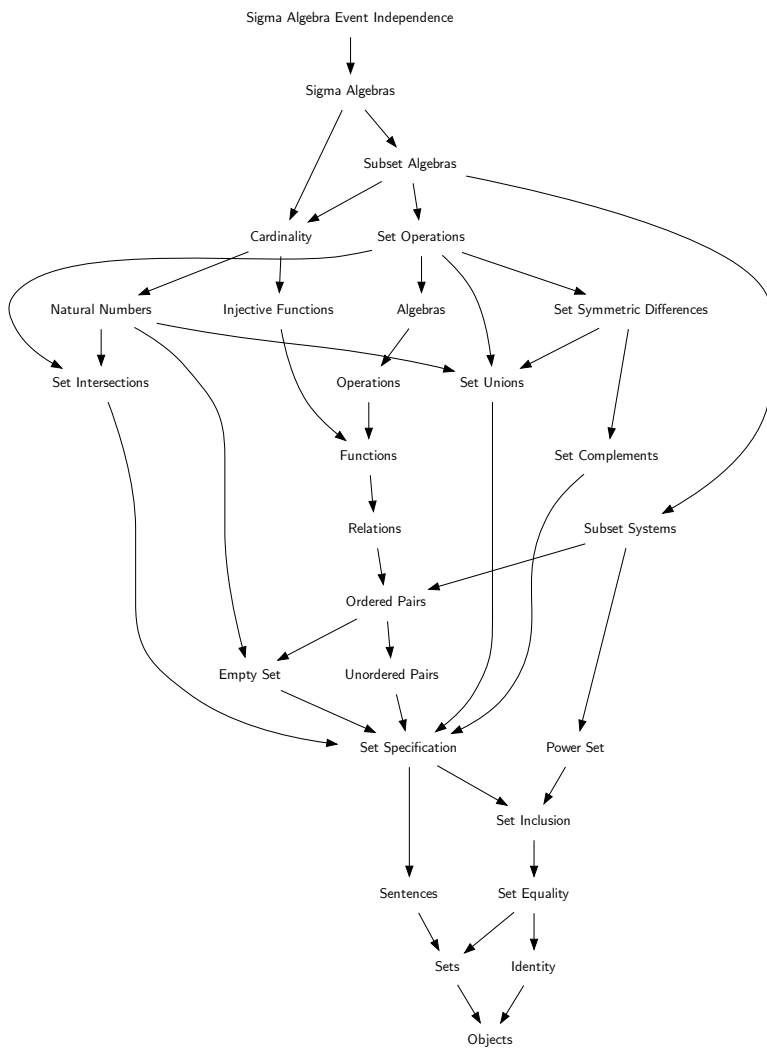 Sigma Algebra Event Independence
Sigma Algebras
Subset Algebras
Cardinality
Set Operations
Natural Numbers
Injective Functions
Algebras
Set Symmetric Differences
Set Intersections
Operations
Set Unions
Functions
Set Complements
Relations
Subset Systems
Ordered Pairs
Empty Set
Unordered Pairs
Set Specification
Power Set
Set Inclusion
Sentences
Set Equality
Sets
Identity
Objects